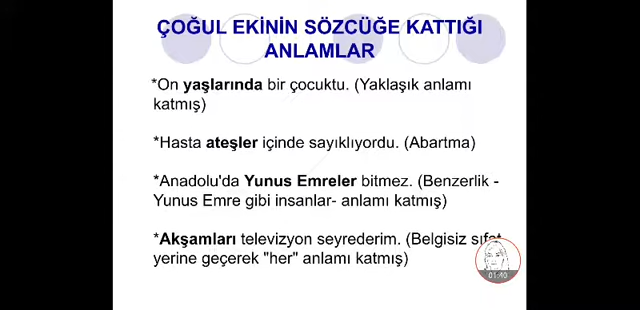 ÇOĞUL EKİNİN SÖZCÜĞE KATTIĞI
ANLAMLAR
*On yaşlarında bir çocuktu. (Yaklaşık anlamı
katmış)
*Hasta ateşler içinde sayıklıyordu. (Abartma)
*Anadolu'da Yunus Emreler bitmez. (Benzerlik -
Yunus Emre gibi insanlar- anlamı katmış)
*Akşamları televizyon seyrederim. (Belgisiz sıfat
yerine geçerek "her" anlamı katmış)
01:40